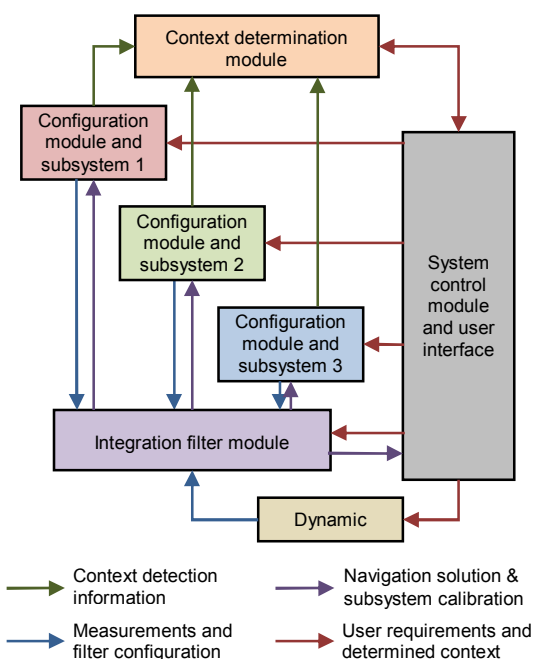 Context determination
module
Configuration
module and
subsystem 1
Configuration
module and
subsystem 2
Configuration
module and
subsystem 3
System
control
module
and user
interface
Integration filter module
Dynamic
Context detection
information
Navigation solution &
subsystem calibration
Measurements and
filter configuration
User requirements and
determined context